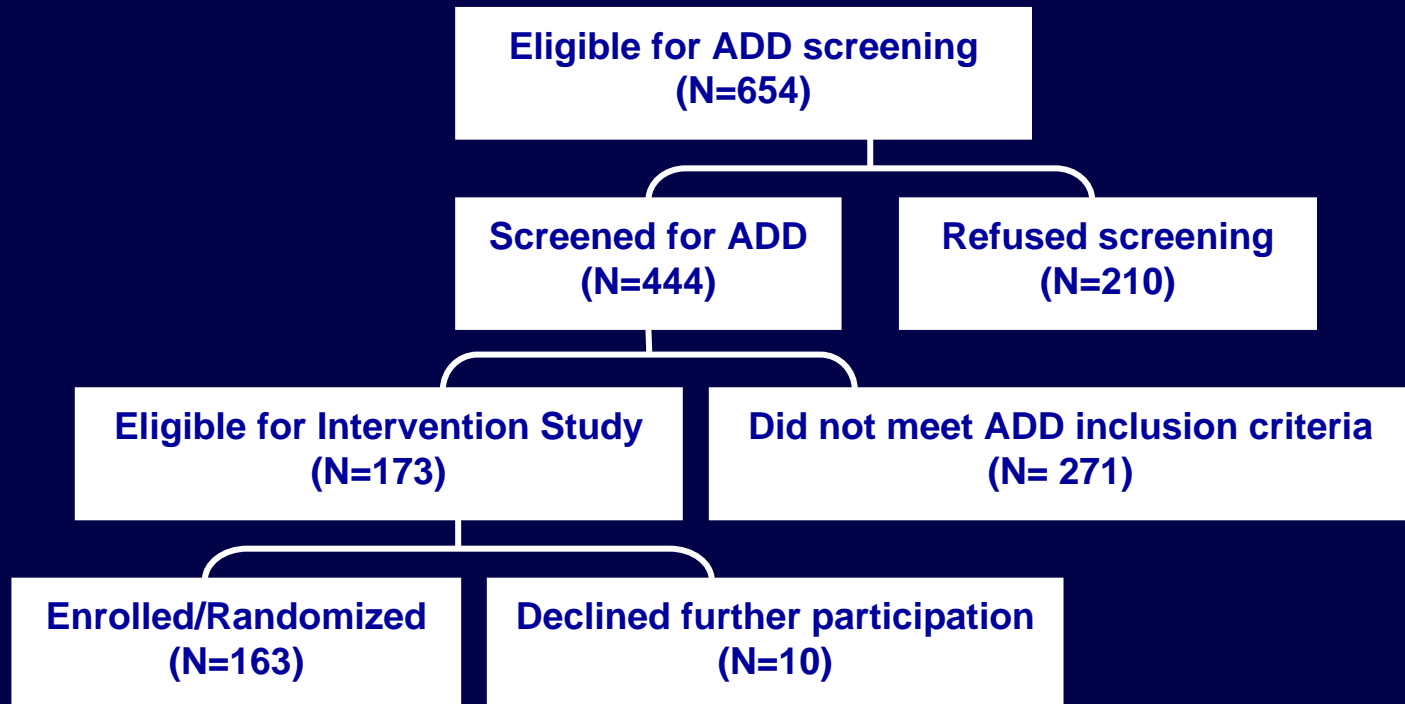 Eligible for ADD screening
(N=654)
Screened for ADD
(N=444)
Refused screening
(N=210)
Eligible for Intervention Study
(N=173)
Did not meet ADD inclusion criteria
(N= 271)
Enrolled/Randomized
(N=163)
Declined further participation
(N=10)